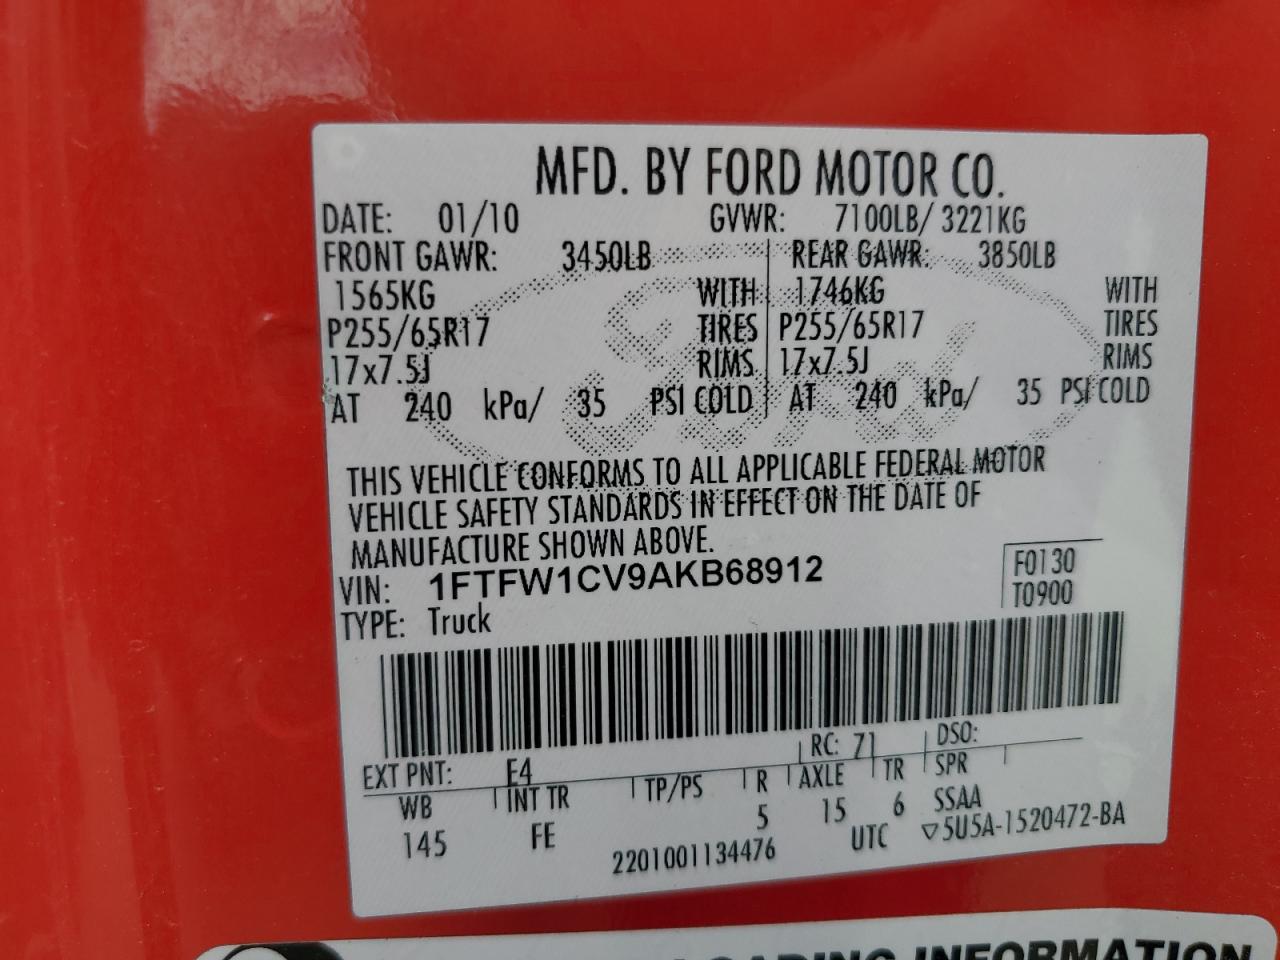 MFD. BY FORD MOTOR CO.
DATE: 01/10 GVWR: 7100LB/ 3221KG
FRONT GAWR: 3450LB REAR GAWR: 3850LB
1565KG WITH 1746KG WITH
P255/65R17 TIRES P255/65R17 TIRES
17x7.5J RIMS 17x7.5J RIMS
AT 240 kPa/ 35 PSI COLD AT 240 kPa/ 35 PSI COLD
THIS VEHICLE CONFORMS TO ALL APPLICABLE FEDERAL MOTOR
VEHICLE SAFETY STANDARDS IN EFFECT ON THE DATE OF
MANUFACTURE SHOWN ABOVE.
VIN: 1FTFW1CV9AKB68912 F0130
TYPE: Truck T0900
EXT PNT: E4 RC: 71 DSO:
WB INT TR TP/PS R AXLE TR SPR
145 FE 5 15 6 SSAA
2201001134476 UTC ▽5U5A-1520472-BA
LOADING INFORMATION